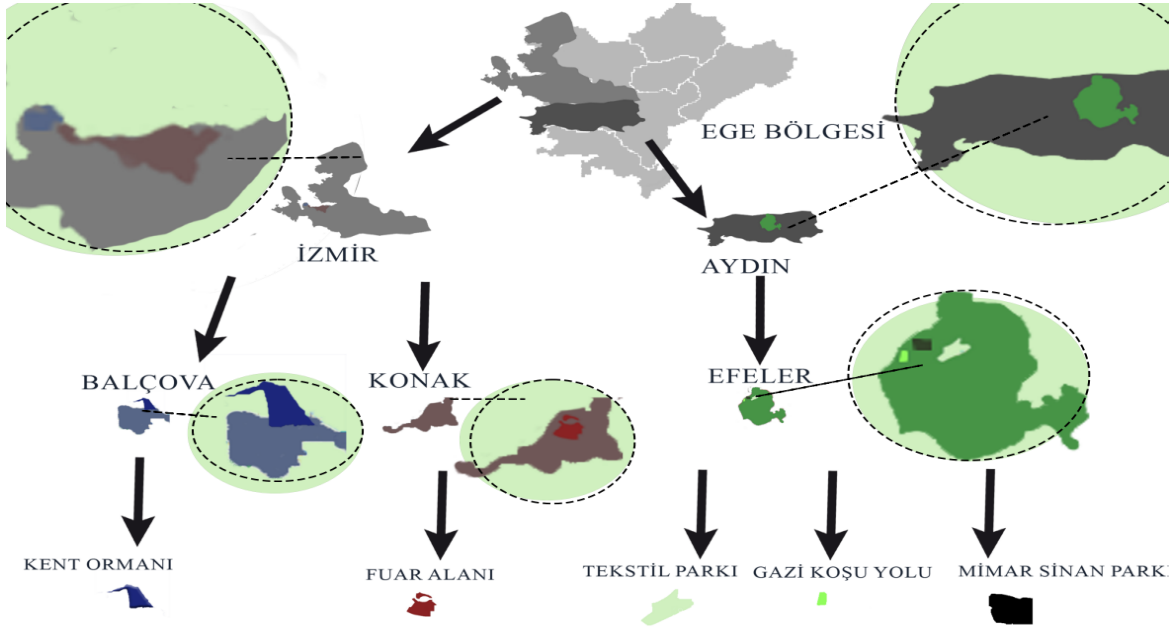 EGE BÖLGESİ
İZMİR
AYDIN
BALÇOVA
KONAK
EFELER
KENT ORMANI
FUAR ALANI
TEKSTİL PARKI
GAZİ KOŞU YOLU
MİMAR SİNAN PARKI